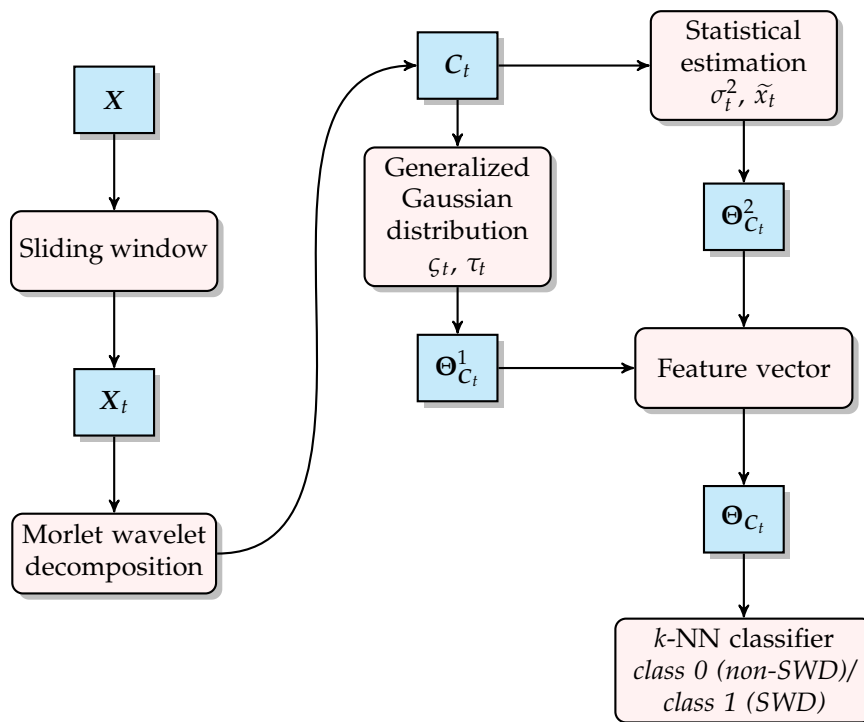 X
Sliding window
X_t
Morlet wavelet
decomposition
C_t
Generalized
Gaussian
distribution
ς_t, τ_t
Θ^1_{C_t}
Statistical
estimation
σ_t^2, x̃_t
Θ^2_{C_t}
Feature vector
Θ_{C_t}
k-NN classifier
class 0 (non-SWD)/
class 1 (SWD)